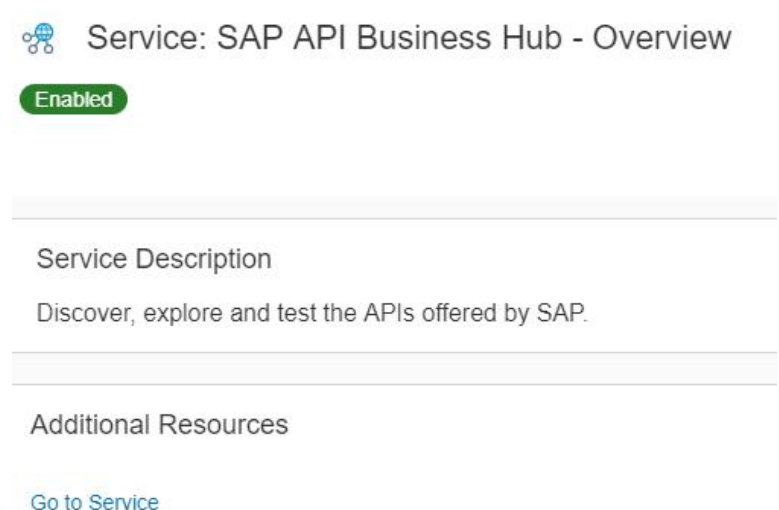 Service: SAP API Business Hub - Overview
Enabled
Service Description
Discover, explore and test the APIs offered by SAP.
Additional Resources
Go to Service